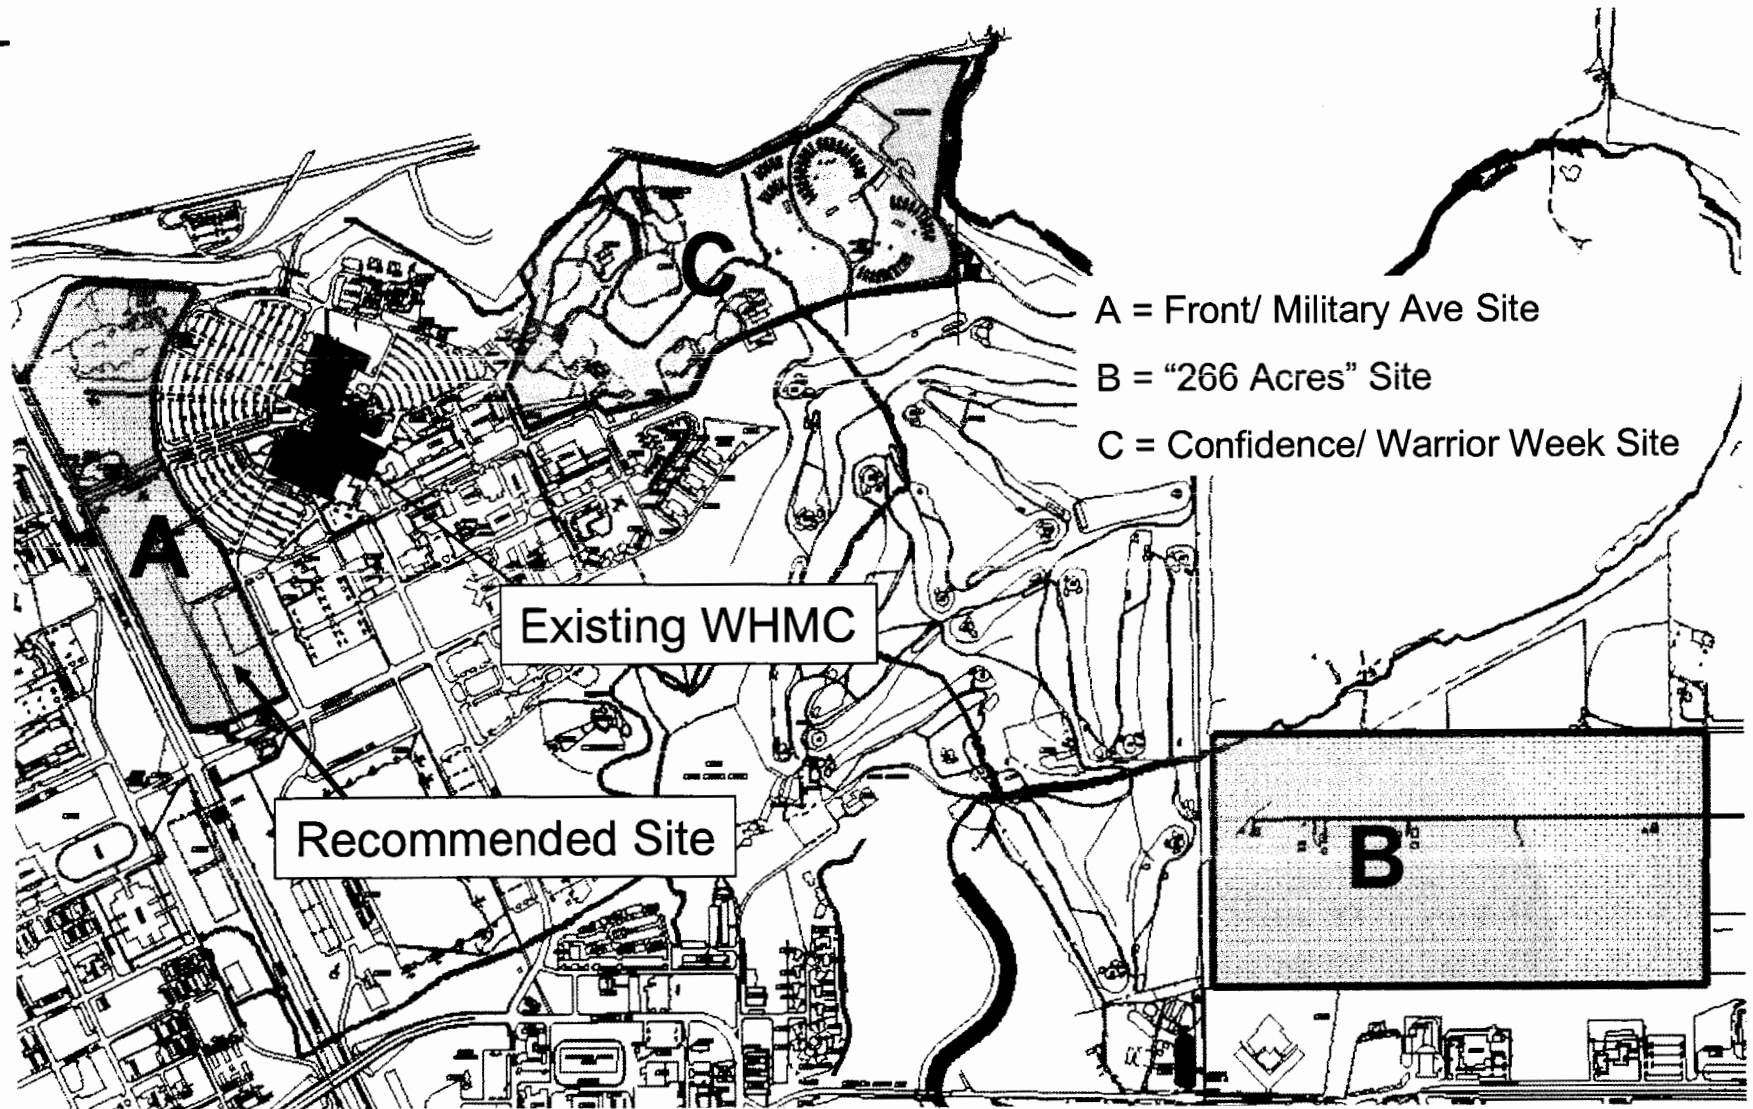 C
A = Front/ Military Ave Site
B = “266 Acres” Site
C = Confidence/ Warrior Week Site
A
Existing WHMC
Recommended Site
B